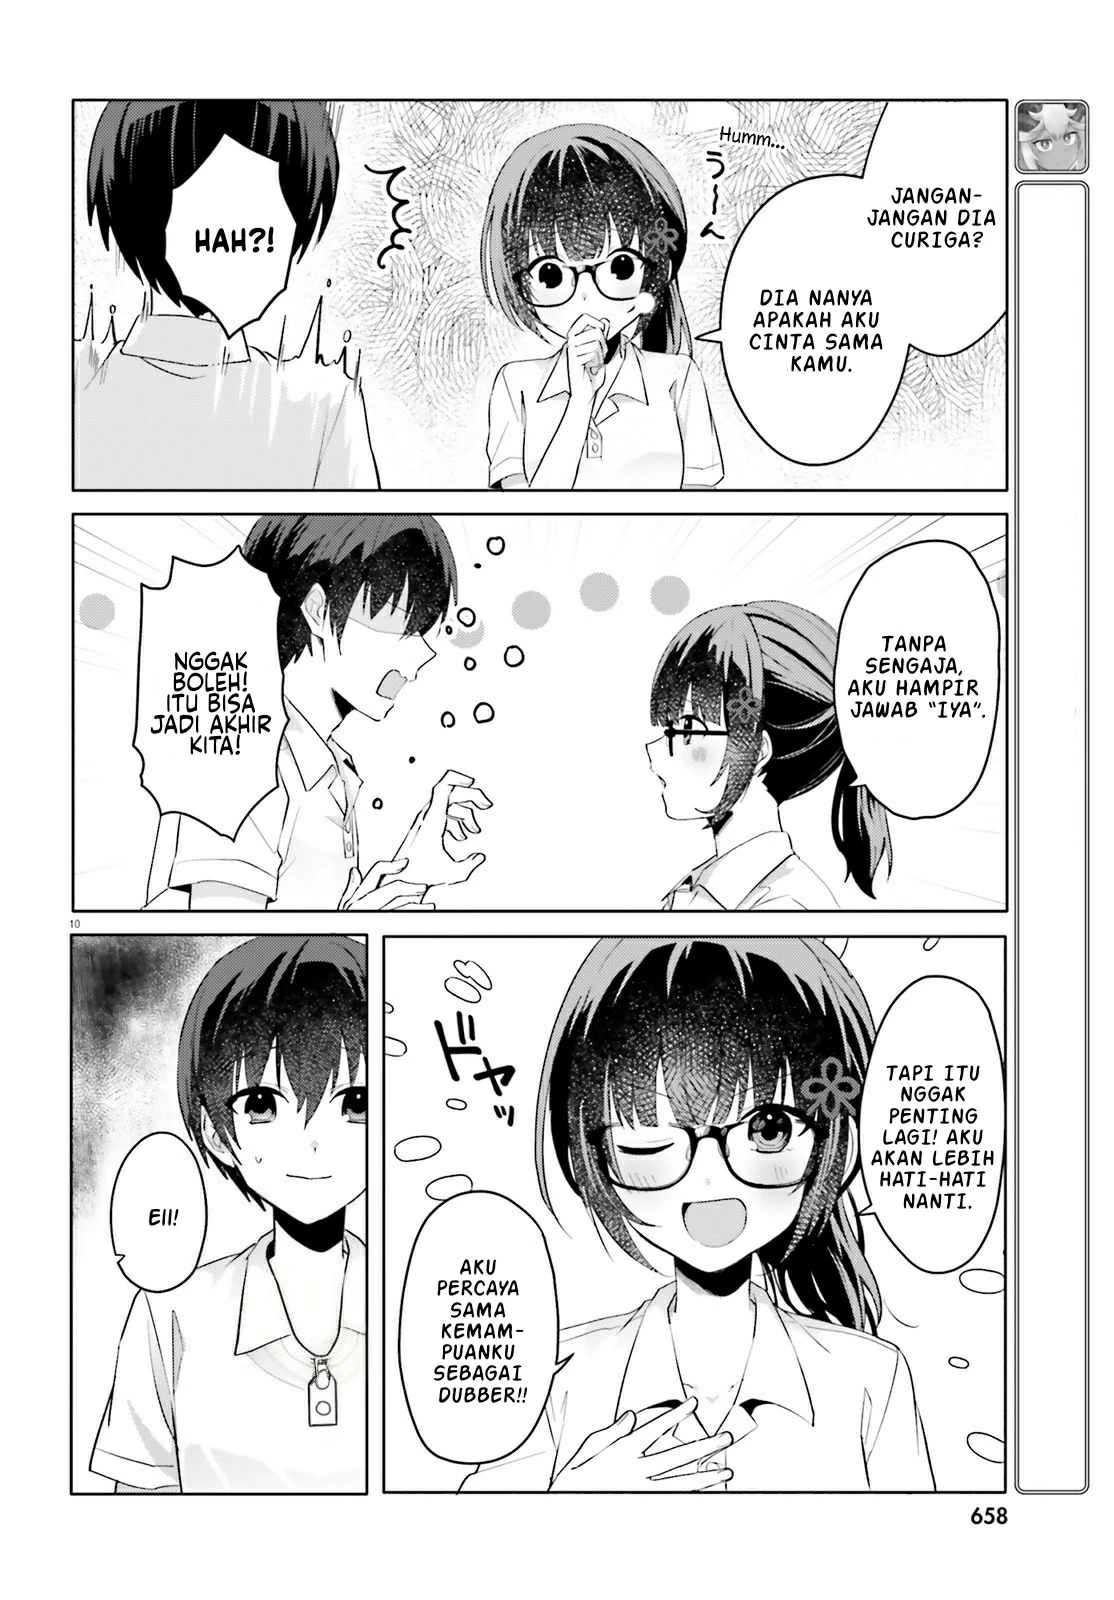 Humm...
う～ん
JANGAN-
JANGAN DIA
CURIGA?
DIA NANYA
APAKAH AKU
CINTA SAMA
KAMU.
HAH?!
TANPA
SENGAJA,
AKU HAMPIR
JAWAB “IYA”.
NGGAK
BOLEH!
ITU BISA
JADI AKHIR
KITA!
10
TAPI ITU
NGGAK
PENTING
LAGI! AKU
AKAN LEBIH
HATI-HATI
NANTI.
ドヤッ
AKU
PERCAYA
SAMA
KEMAM-
PUANKU
SEBAGAI
DUBBER!!
EII!
658